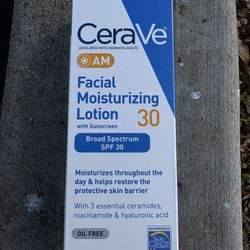 CeraVe
DEVELOPED WITH DERMATOLOGISTS
AM
Facial
Moisturizing
Lotion 30
with Sunscreen
Broad Spectrum
SPF 30
Moisturizes throughout the
day & helps restore the
protective skin barrier
With 3 essential ceramides,
niacinamide & hyaluronic acid
OIL FREE